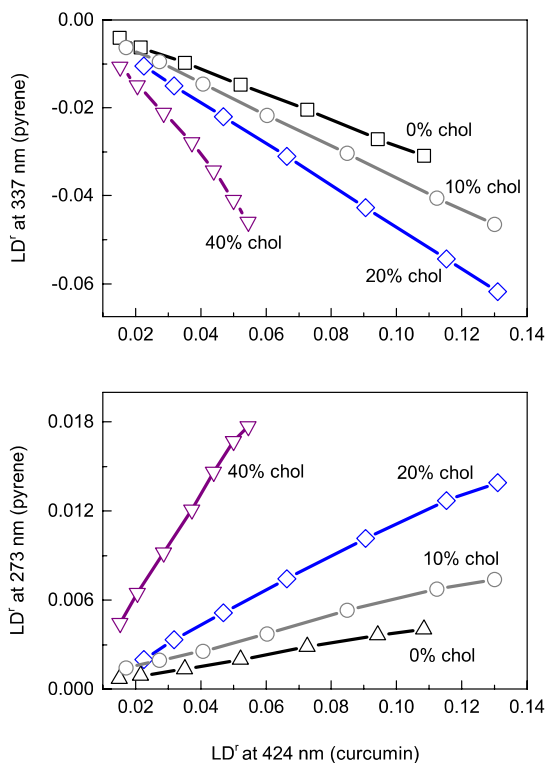 0.00
-0.02
-0.04
-0.06
LDʳ at 337 nm (pyrene)
0% chol
10% chol
20% chol
40% chol
0.02 0.04 0.06 0.08 0.10 0.12 0.14
0.018
0.012
0.006
0.000
LDʳ at 273 nm (pyrene)
40% chol
20% chol
10% chol
0% chol
0.02 0.04 0.06 0.08 0.10 0.12 0.14
LDʳ at 424 nm (curcumin)